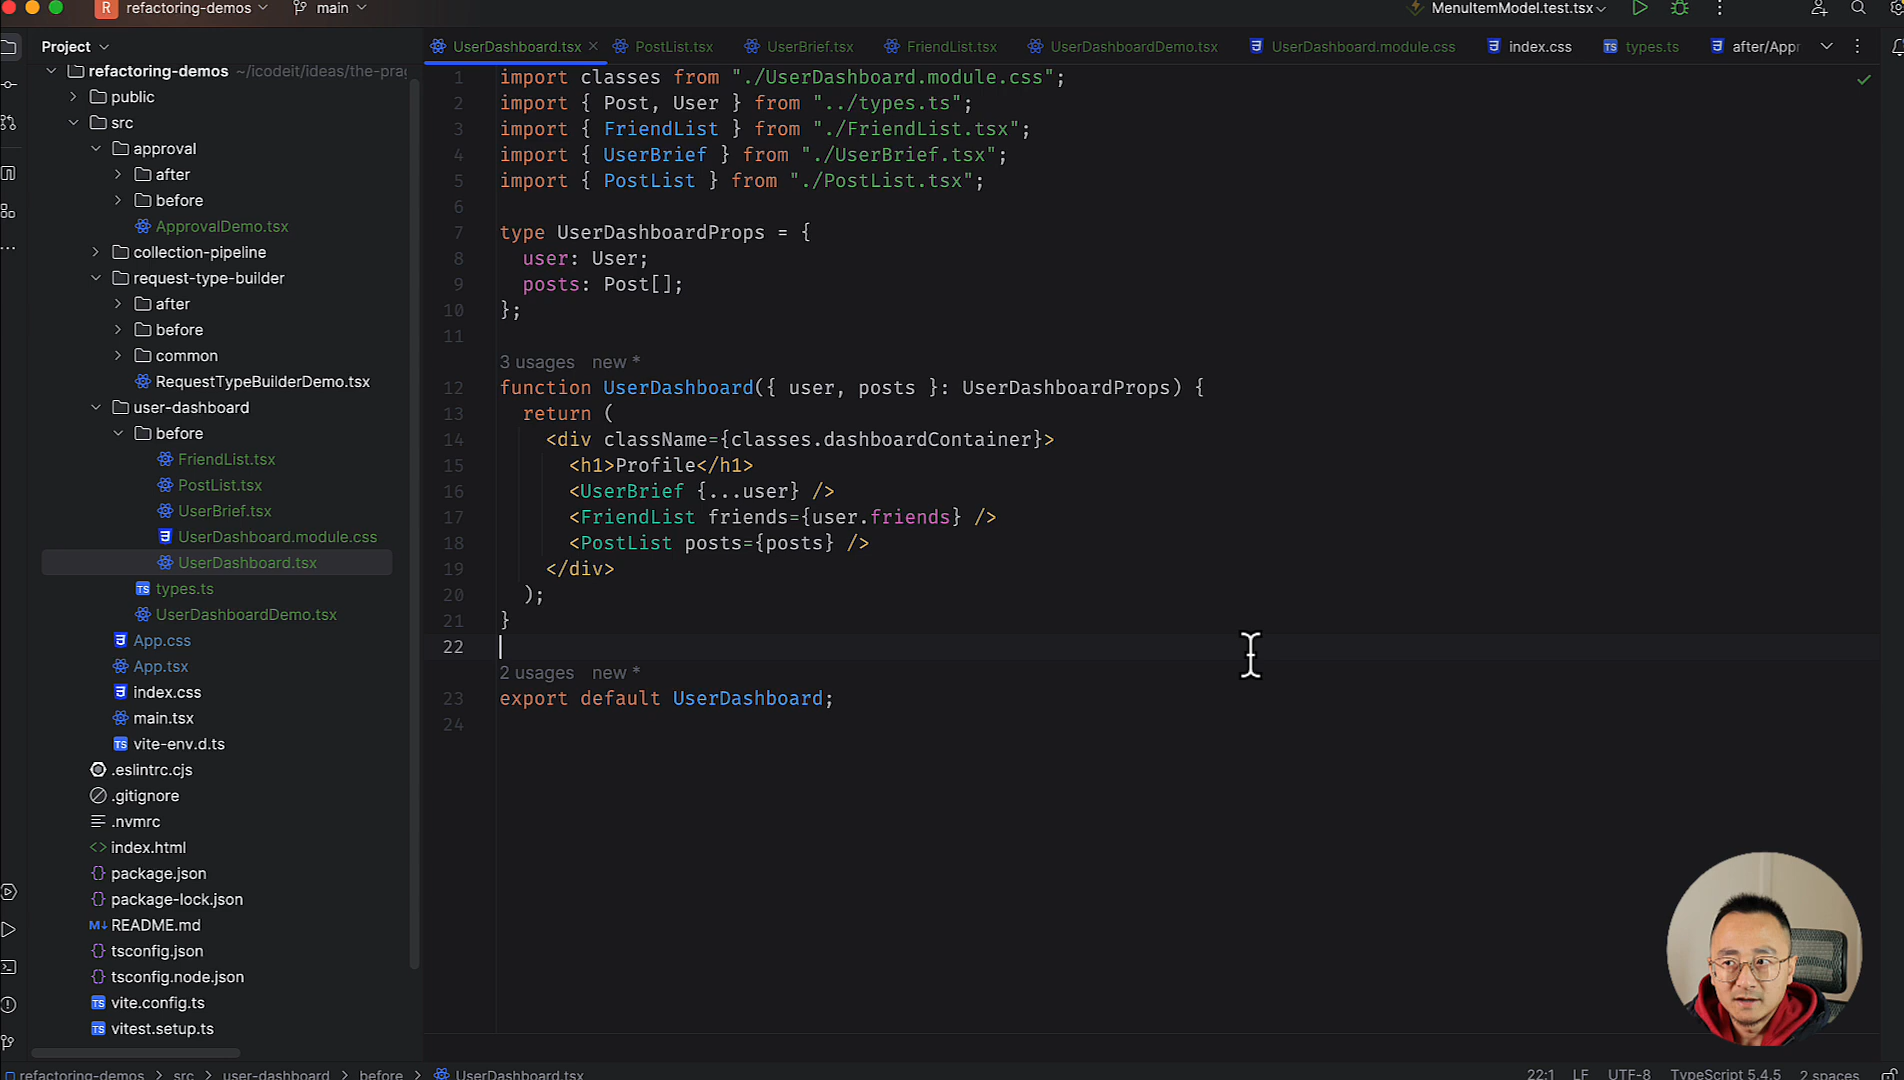 R refactoring-demos main MenuItemModel.test.tsx
Project
UserDashboard.tsx PostList.tsx UserBrief.tsx FriendList.tsx UserDashboardDemo.tsx UserDashboard.module.css index.css TS types.ts after/Appr
refactoring-demos ~/icodeit/ideas/the-prag
public
src
approval
after
before
ApprovalDemo.tsx
collection-pipeline
request-type-builder
after
before
common
RequestTypeBuilderDemo.tsx
user-dashboard
before
FriendList.tsx
PostList.tsx
UserBrief.tsx
UserDashboard.module.css
UserDashboard.tsx
TS types.ts
UserDashboardDemo.tsx
App.css
App.tsx
index.css
main.tsx
TS vite-env.d.ts
.eslintrc.cjs
.gitignore
.nvmrc
<> index.html
{} package.json
{} package-lock.json
M↓ README.md
{} tsconfig.json
{} tsconfig.node.json
TS vite.config.ts
TS vitest.setup.ts
1 import classes from "./UserDashboard.module.css";
2 import { Post, User } from "../types.ts";
3 import { FriendList } from "./FriendList.tsx";
4 import { UserBrief } from "./UserBrief.tsx";
5 import { PostList } from "./PostList.tsx";
6
7 type UserDashboardProps = {
8 user: User;
9 posts: Post[];
10 };
11
3 usages new *
12 function UserDashboard({ user, posts }: UserDashboardProps) {
13 return (
14 <div className={classes.dashboardContainer}>
15 <h1>Profile</h1>
16 <UserBrief {...user} />
17 <FriendList friends={user.friends} />
18 <PostList posts={posts} />
19 </div>
20 );
21 }
22
2 usages new *
23 export default UserDashboard;
24
refactoring-demos > src > user-dashboard > before > UserDashboard.tsx 22:1 LF UTF-8 TypeScript 5.4.5 2 spaces